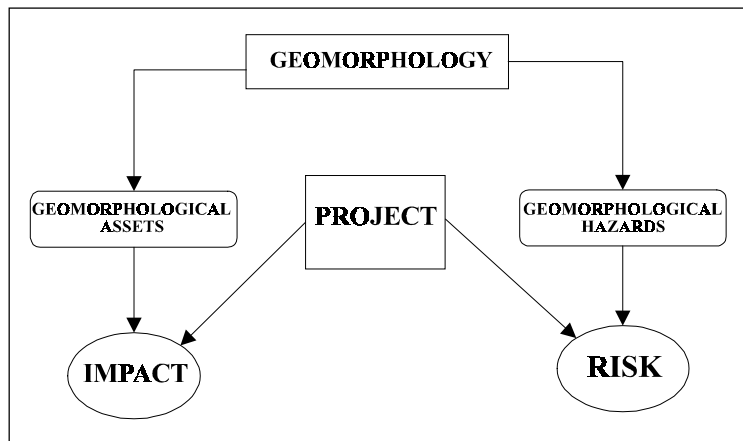 GEOMORPHOLOGY
GEOMORPHOLOGICAL
ASSETS
PROJECT
GEOMORPHOLOGICAL
HAZARDS
IMPACT
RISK